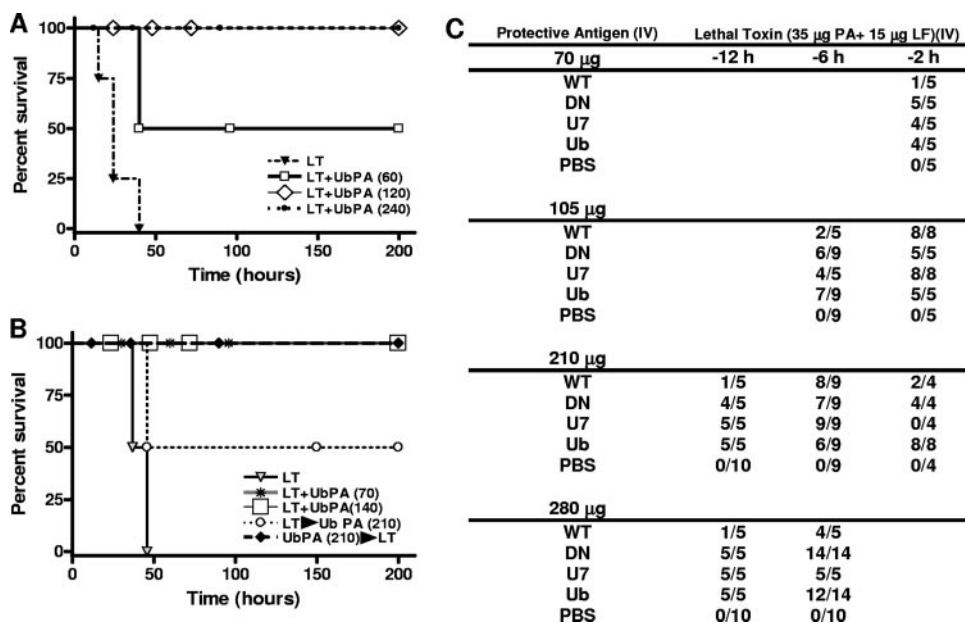 A
100
75
50
25
0
Percent survival
0 50 100 150 200
Time (hours)
LT
LT+UbPA (60)
LT+UbPA (120)
LT+UbPA (240)
B
100
75
50
25
0
Percent survival
0 50 100 150 200
Time (hours)
LT
LT+UbPA (70)
LT+UbPA(140)
LT►Ub PA (210)
UbPA (210)►LT
C
Protective Antigen (IV) Lethal Toxin (35 µg PA+ 15 µg LF)(IV)
70 µg -12 h -6 h -2 h
WT 1/5
DN 5/5
U7 4/5
Ub 4/5
PBS 0/5
105 µg
WT 2/5 8/8
DN 6/9 5/5
U7 4/5 8/8
Ub 7/9 5/5
PBS 0/9 0/5
210 µg
WT 1/5 8/9 2/4
DN 4/5 7/9 4/4
U7 5/5 9/9 0/4
Ub 5/5 6/9 8/8
PBS 0/10 0/9 0/4
280 µg
WT 1/5 4/5
DN 5/5 14/14
U7 5/5 5/5
Ub 5/5 12/14
PBS 0/10 0/10